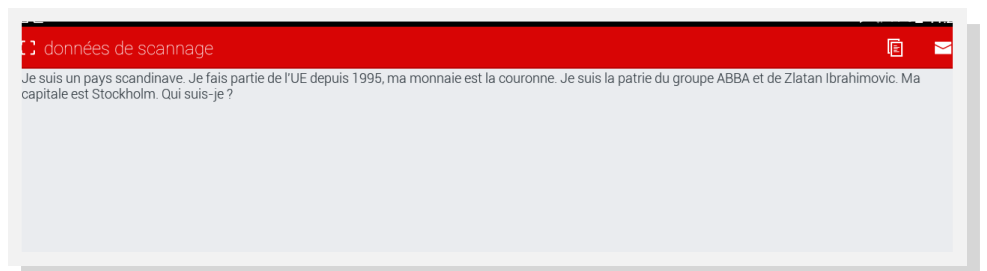 données de scannage
Je suis un pays scandinave. Je fais partie de l'UE depuis 1995, ma monnaie est la couronne. Je suis la patrie du groupe ABBA et de Zlatan Ibrahimovic. Ma
capitale est Stockholm. Qui suis-je ?